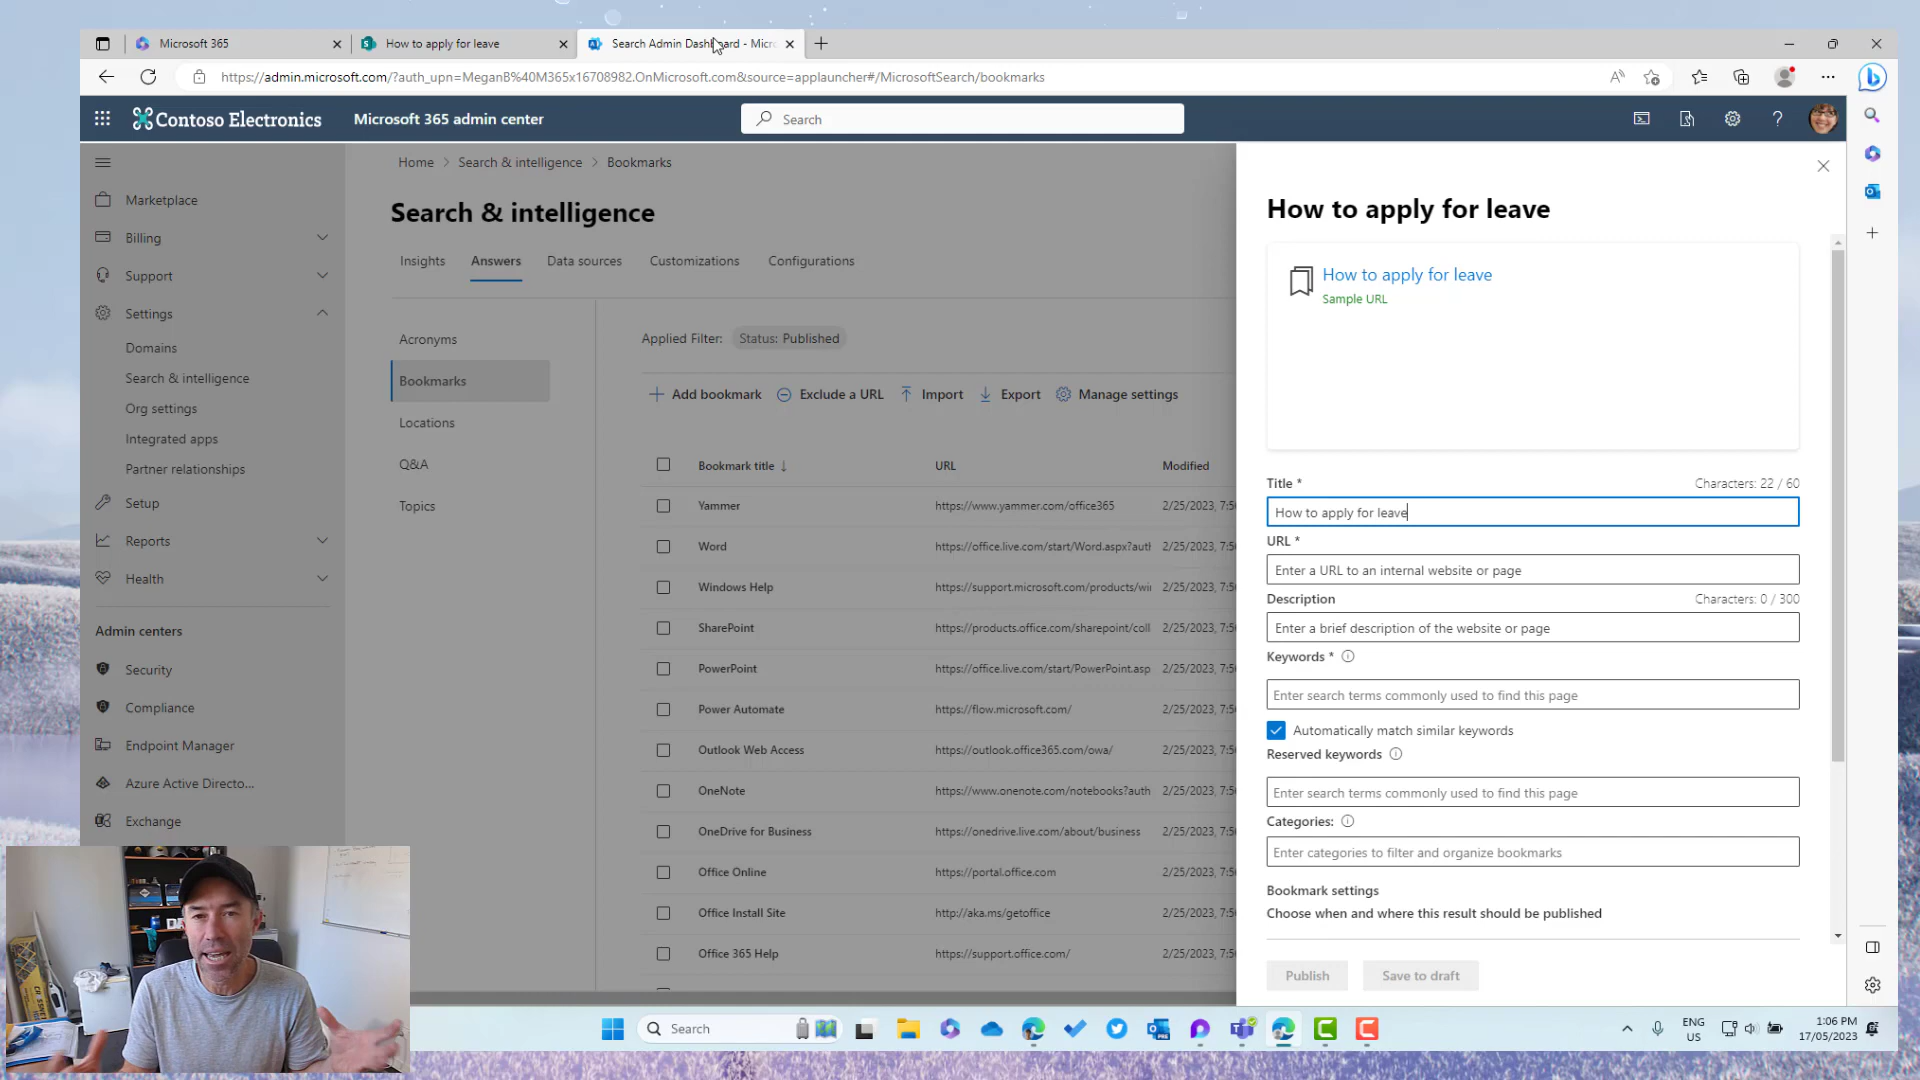 Microsoft 365
How to apply for leave
Search Admin Dashboard - Micr
https://admin.microsoft.com/?auth_upn=MeganB%40M365x16708982.OnMicrosoft.com&source=applauncher#/MicrosoftSearch/bookmarks
Contoso Electronics
Microsoft 365 admin center
Search
Marketplace
Billing
Support
Settings
Domains
Search & intelligence
Org settings
Integrated apps
Partner relationships
Setup
Reports
Health
Admin centers
Security
Compliance
Endpoint Manager
Azure Active Directo...
Exchange
Home > Search & intelligence > Bookmarks
Search & intelligence
Insights
Answers
Data sources
Customizations
Configurations
Acronyms
Bookmarks
Locations
Q&A
Topics
Applied Filter: Status: Published
Add bookmark
Exclude a URL
Import
Export
Manage settings
Bookmark title ↓ URL Modified
Yammer https://www.yammer.com/office365 2/25/2023, 7:50
Word https://office.live.com/start/Word.aspx?auth 2/25/2023, 7:50
Windows Help https://support.microsoft.com/products/wi 2/25/2023, 7:50
SharePoint https://products.office.com/sharepoint/coll 2/25/2023, 7:50
PowerPoint https://office.live.com/start/PowerPoint.asp 2/25/2023, 7:50
Power Automate https://flow.microsoft.com/ 2/25/2023, 7:50
Outlook Web Access https://outlook.office365.com/owa/ 2/25/2023, 7:50
OneNote https://www.onenote.com/notebooks?auth 2/25/2023, 7:50
OneDrive for Business https://onedrive.live.com/about/business 2/25/2023, 7:50
Office Online https://portal.office.com 2/25/2023, 7:50
Office Install Site http://aka.ms/getoffice 2/25/2023, 7:50
Office 365 Help https://support.office.com/ 2/25/2023, 7:50
How to apply for leave
How to apply for leave
Sample URL
Title * Characters: 22 / 60
How to apply for leave
URL *
Enter a URL to an internal website or page
Description Characters: 0 / 300
Enter a brief description of the website or page
Keywords *
Enter search terms commonly used to find this page
Automatically match similar keywords
Reserved keywords
Enter search terms commonly used to find this page
Categories:
Enter categories to filter and organize bookmarks
Bookmark settings
Choose when and where this result should be published
Publish
Save to draft
Search
ENG
US
1:06 PM
17/05/2023